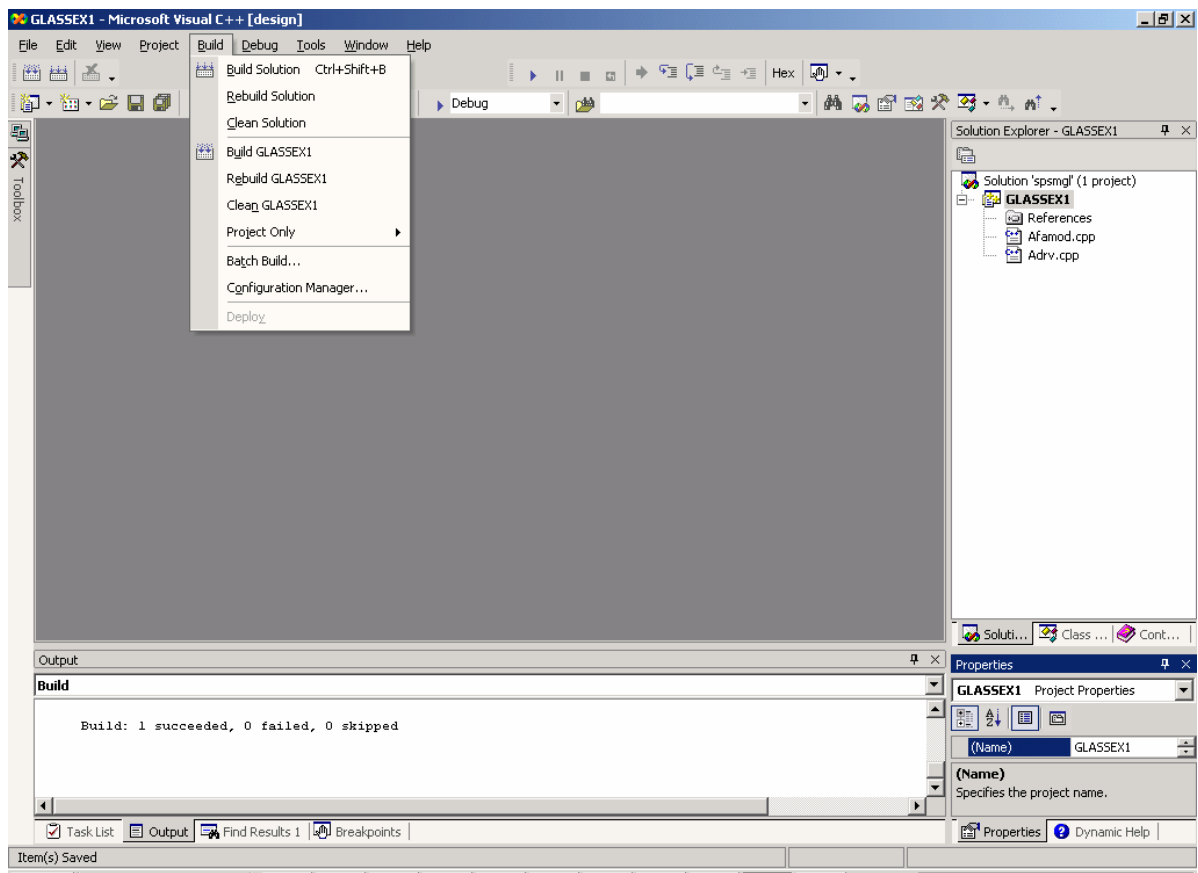 GLASSEX1 - Microsoft Visual C++ [design]
File Edit View Project Build Debug Tools Window Help
Build Solution Ctrl+Shift+B
Rebuild Solution
Clean Solution
Build GLASSEX1
Rebuild GLASSEX1
Clean GLASSEX1
Project Only
Batch Build...
Configuration Manager...
Deploy
Hex
Debug
Toolbox
Solution Explorer - GLASSEX1
Solution 'spsmgl' (1 project)
GLASSEX1
References
Afamod.cpp
Adrv.cpp
Soluti... Class ... Cont...
Output
Build
Build: 1 succeeded, 0 failed, 0 skipped
Task List Output Find Results 1 Breakpoints
Properties
GLASSEX1 Project Properties
(Name) GLASSEX1
(Name)
Specifies the project name.
Properties Dynamic Help
Item(s) Saved